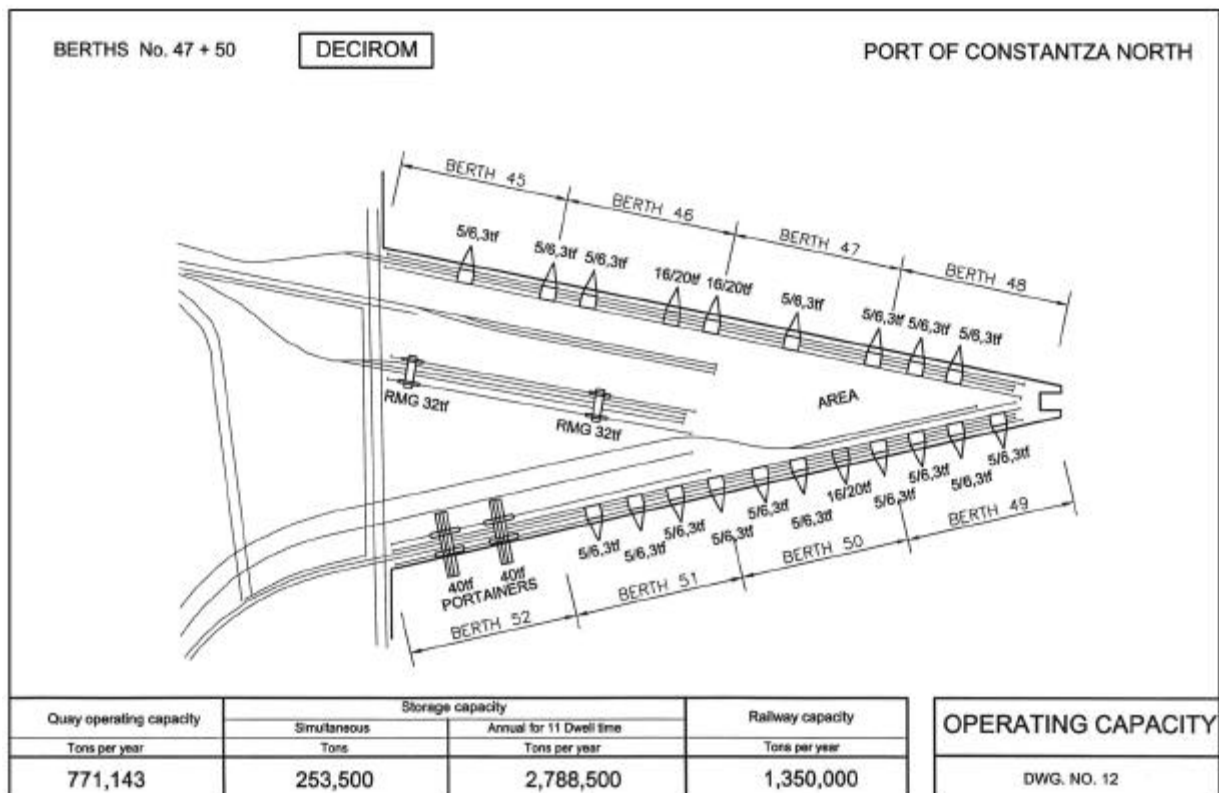 BERTHS No. 47 + 50
DECIROM
PORT OF CONSTANTZA NORTH
BERTH 45
BERTH 46
BERTH 47
BERTH 48
5/6,3tf
5/6,3tf
5/6,3tf
16/20tf
16/20tf
5/6,3tf
5/6,3tf
5/6,3tf
5/6,3tf
RMG 32tf
RMG 32tf
AREA
5/6,3tf
5/6,3tf
5/6,3tf
5/6,3tf
5/6,3tf
5/6,3tf
16/20tf
5/6,3tf
5/6,3tf
5/6,3tf
5/6,3tf
40tf
40tf
PORTAINERS
BERTH 52
BERTH 51
BERTH 50
BERTH 49
Quay operating capacity
Storage capacity
Railway capacity
Simultaneous
Annual for 11 Dwell time
Tons per year
Tons
Tons per year
Tons per year
771,143
253,500
2,788,500
1,350,000
OPERATING CAPACITY
DWG. NO. 12